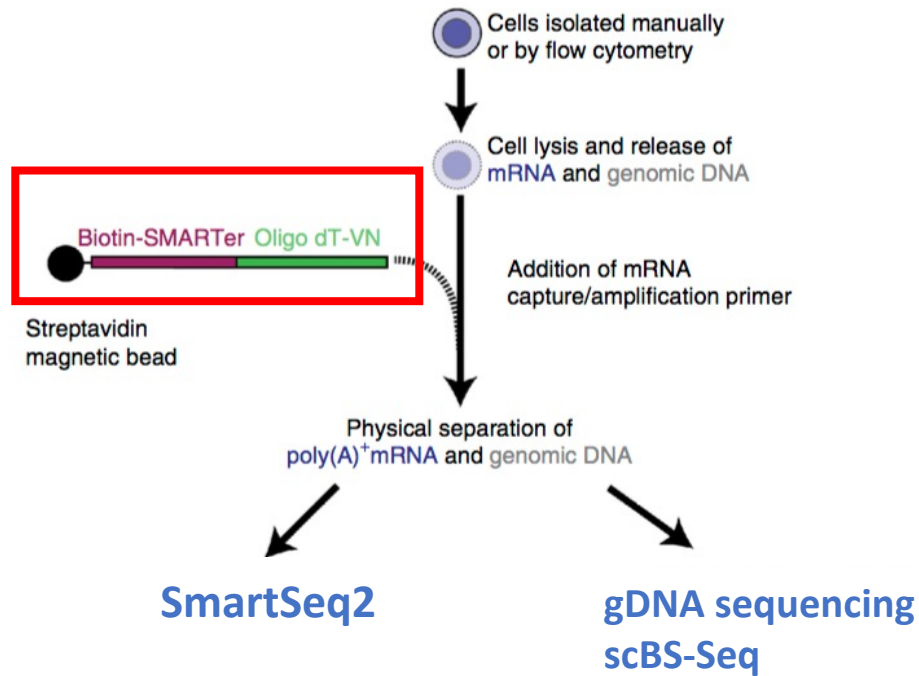 Cells isolated manually
or by flow cytometry
Cell lysis and release of
mRNA and genomic DNA
Biotin-SMARTer Oligo dT-VN
Addition of mRNA
capture/amplification primer
Streptavidin
magnetic bead
Physical separation of
poly(A)⁺mRNA and genomic DNA
SmartSeq2
gDNA sequencing
scBS-Seq